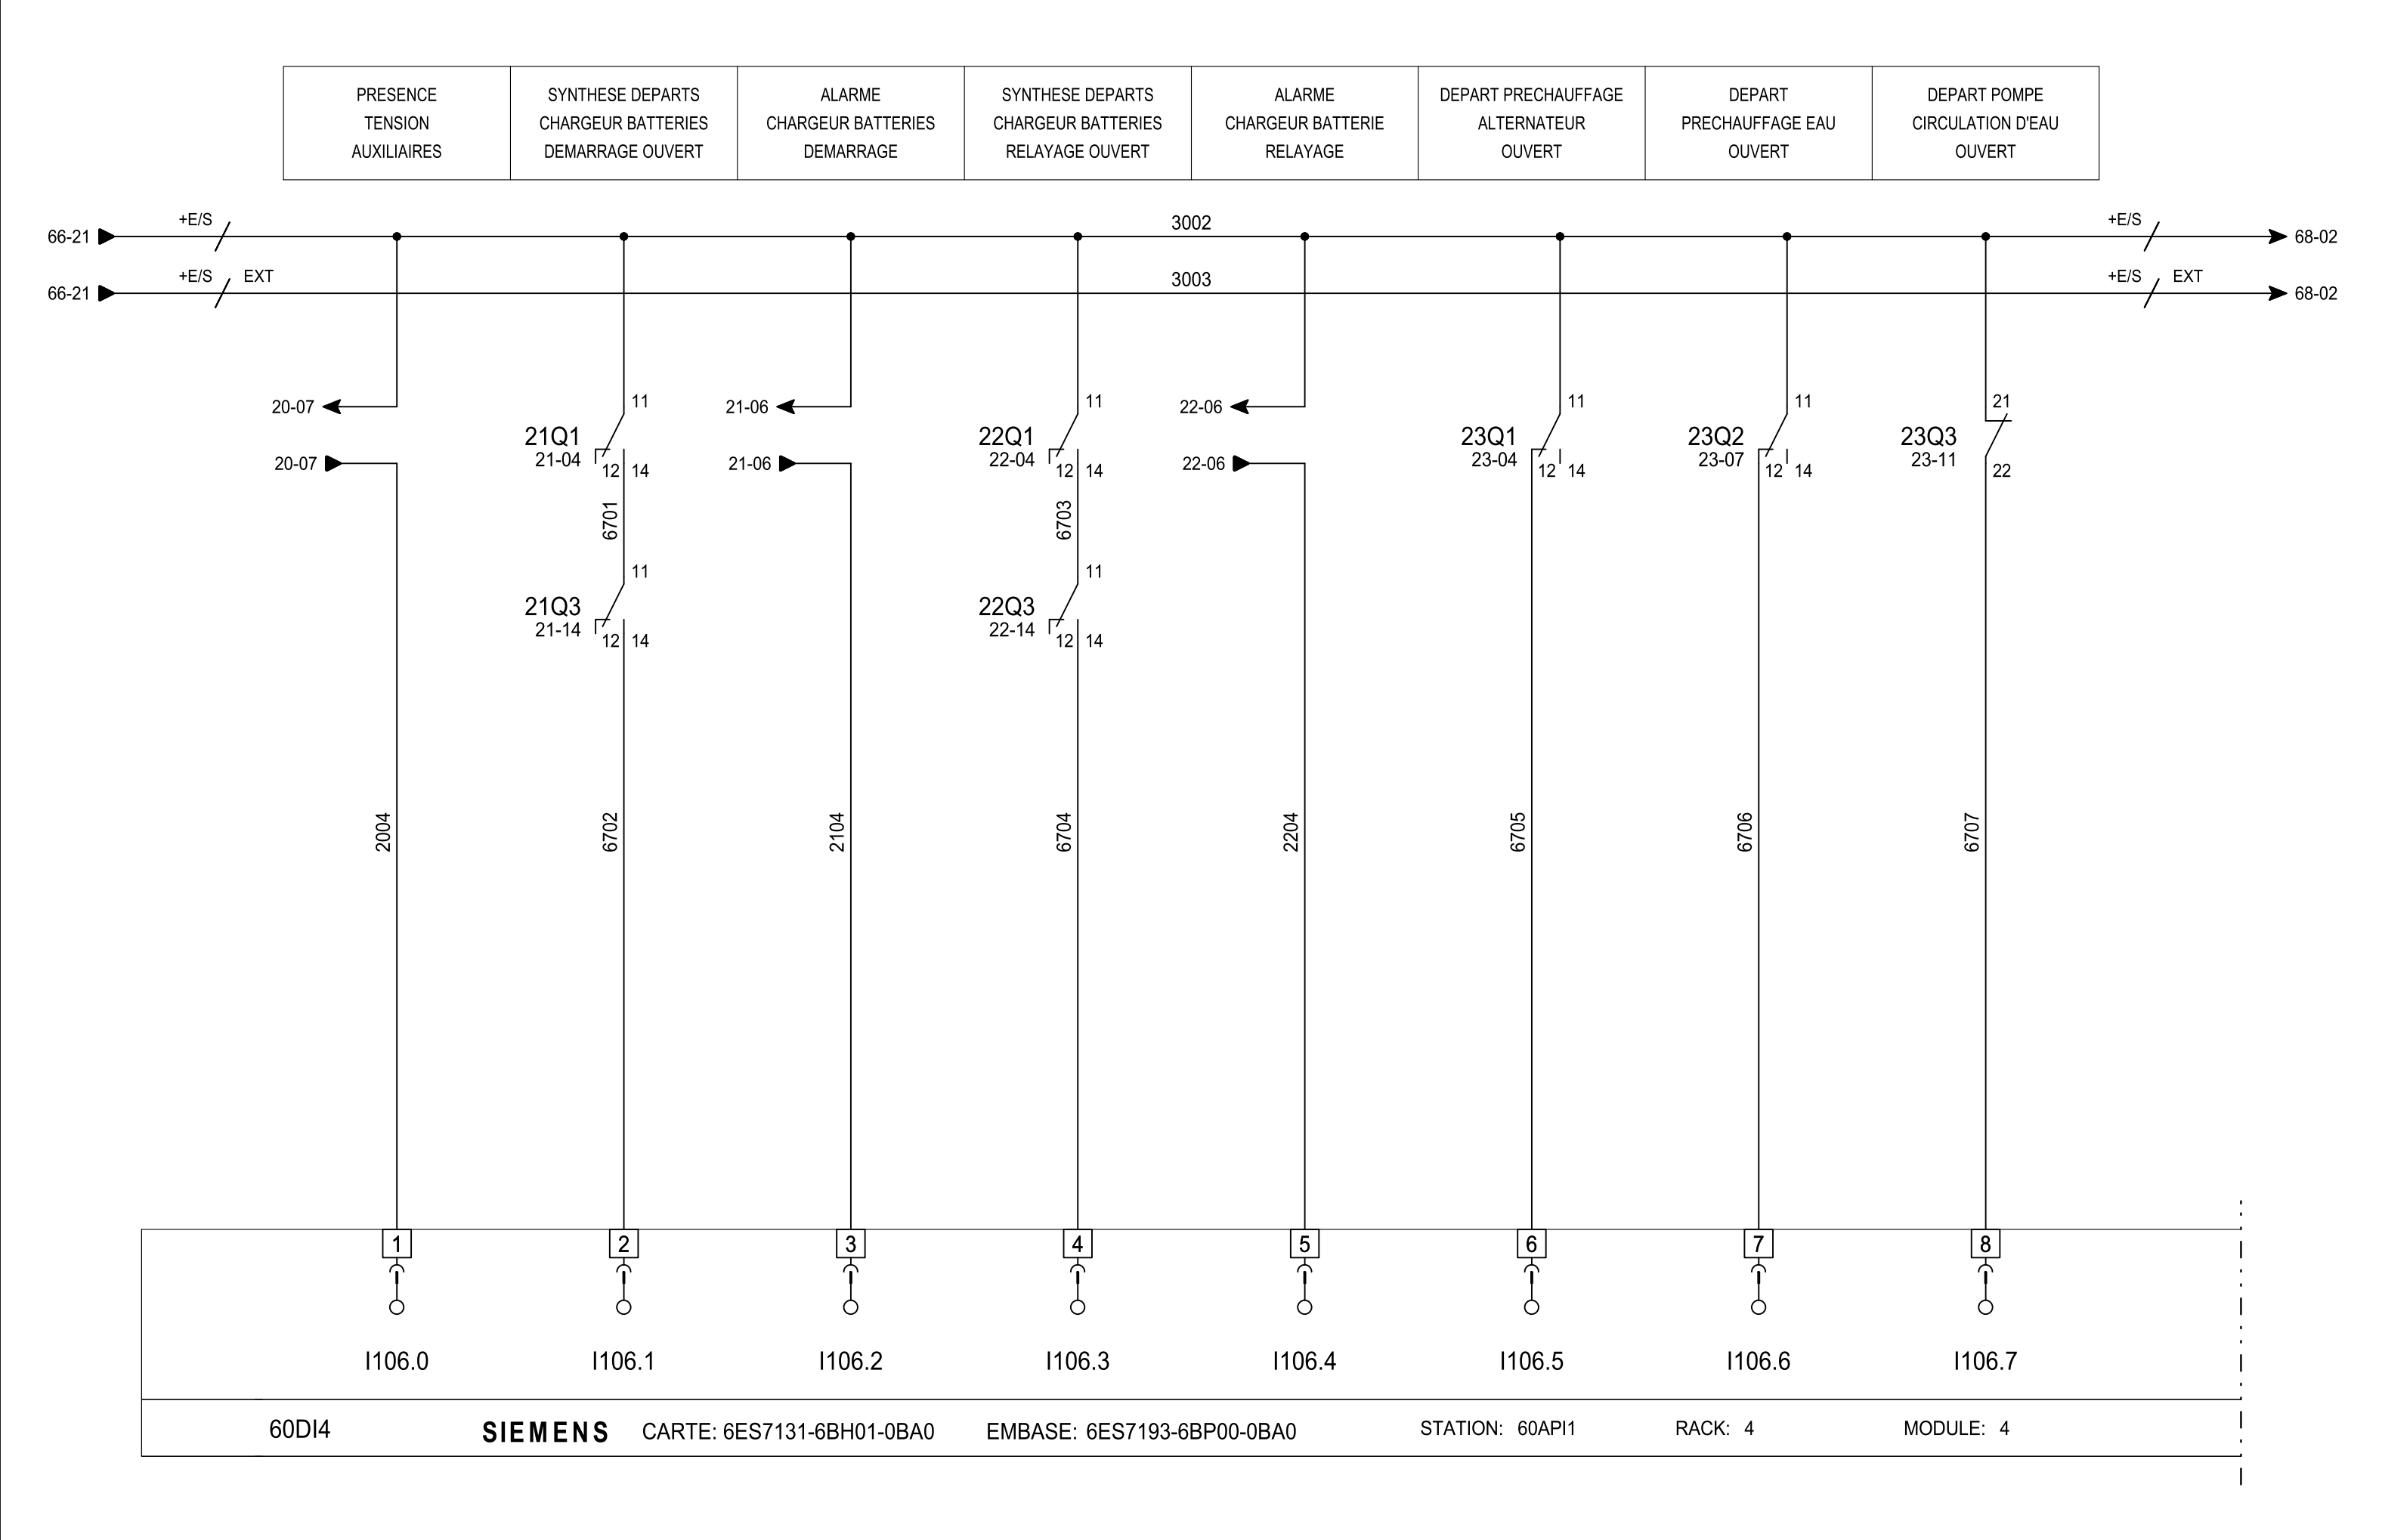 PRESENCE
TENSION
AUXILIAIRES
SYNTHESE DEPARTS
CHARGEUR BATTERIES
DEMARRAGE OUVERT
ALARME
CHARGEUR BATTERIES
DEMARRAGE
SYNTHESE DEPARTS
CHARGEUR BATTERIES
RELAYAGE OUVERT
ALARME
CHARGEUR BATTERIE
RELAYAGE
DEPART PRECHAUFFAGE
ALTERNATEUR
OUVERT
DEPART
PRECHAUFFAGE EAU
OUVERT
DEPART POMPE
CIRCULATION D'EAU
OUVERT
66-21 +E/S 3002 +E/S 68-02
66-21 +E/S EXT 3003 +E/S EXT 68-02
20-07
20-07
2004
11
21Q1
21-04
12 14
6701
11
21Q3
21-14
12 14
6702
21-06
21-06
2104
11
22Q1
22-04
12 14
6703
11
22Q3
22-14
12 14
6704
22-06
22-06
2204
11
23Q1
23-04
12 14
6705
11
23Q2
23-07
12 14
6706
21
23Q3
23-11
22
6707
1 2 3 4 5 6 7 8
I106.0 I106.1 I106.2 I106.3 I106.4 I106.5 I106.6 I106.7
60DI4 SIEMENS CARTE: 6ES7131-6BH01-0BA0 EMBASE: 6ES7193-6BP00-0BA0 STATION: 60API1 RACK: 4 MODULE: 4